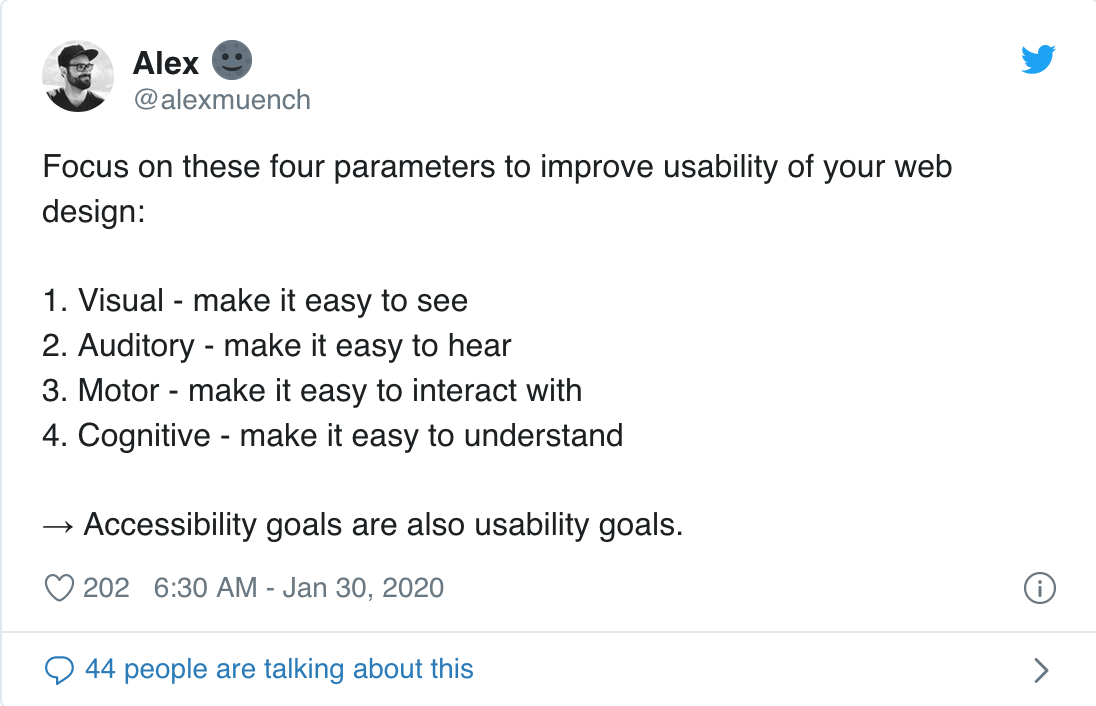 Alex 🌚
@alexmuench
Focus on these four parameters to improve usability of your web
design:
1. Visual - make it easy to see
2. Auditory - make it easy to hear
3. Motor - make it easy to interact with
4. Cognitive - make it easy to understand
→ Accessibility goals are also usability goals.
202 6:30 AM - Jan 30, 2020
44 people are talking about this